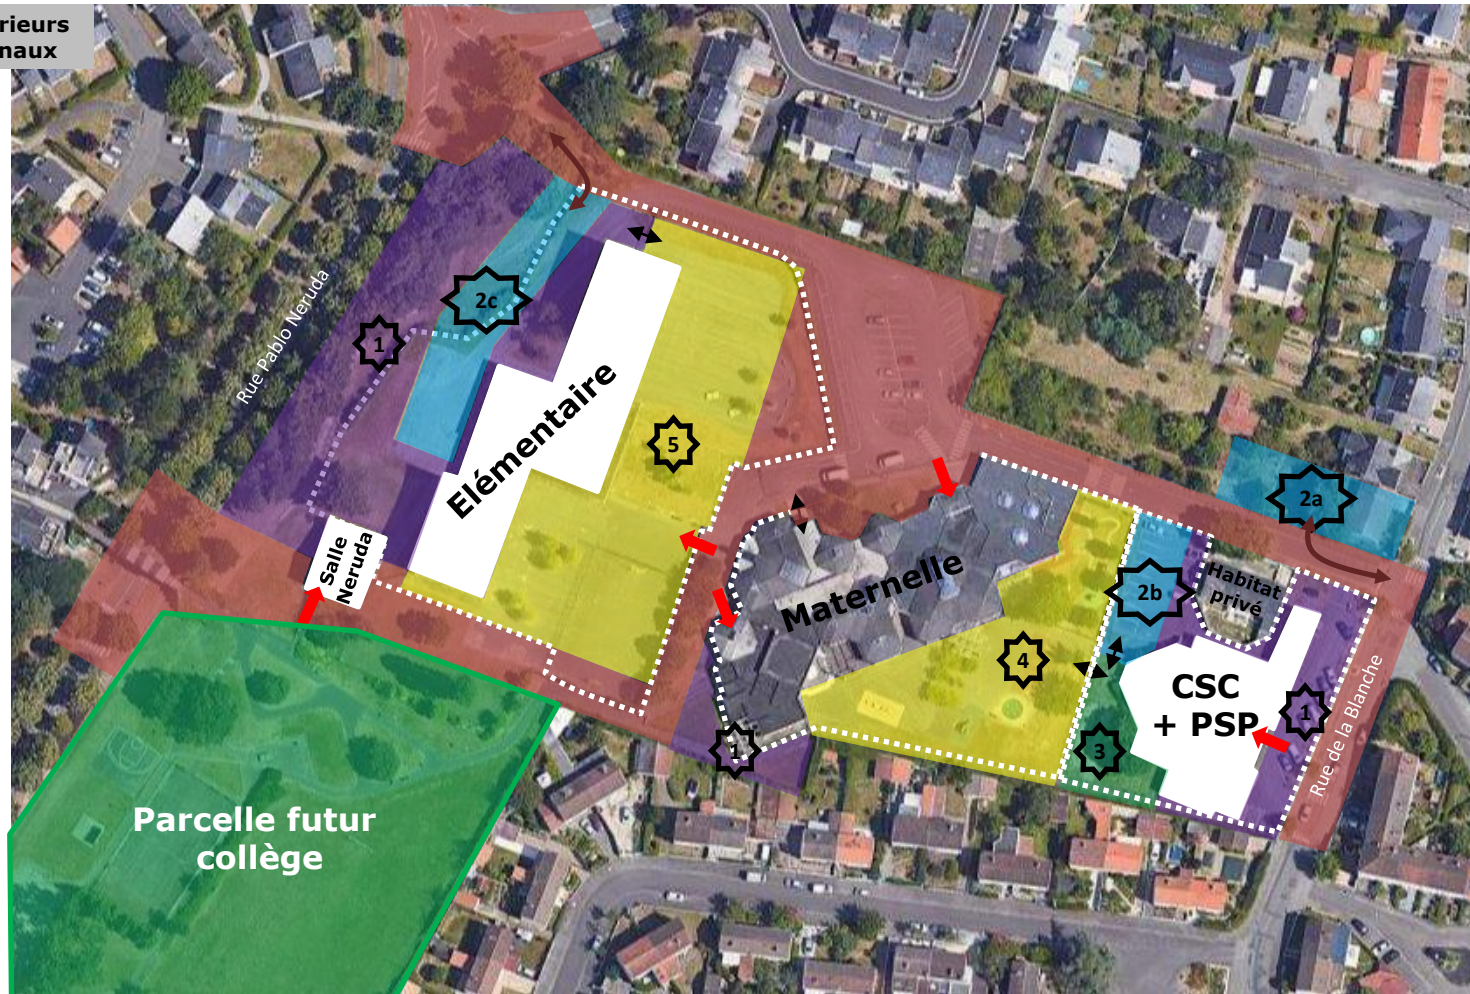 rieurs
naux
Rue Pablo Neruda
2c
1
Elémentaire
5
Salle
Neruda
Maternelle
2a
2b
Habitat
privé
4
CSC
+ PSP
1
3
1
Rue de la Blanche
Parcelle futur
collège